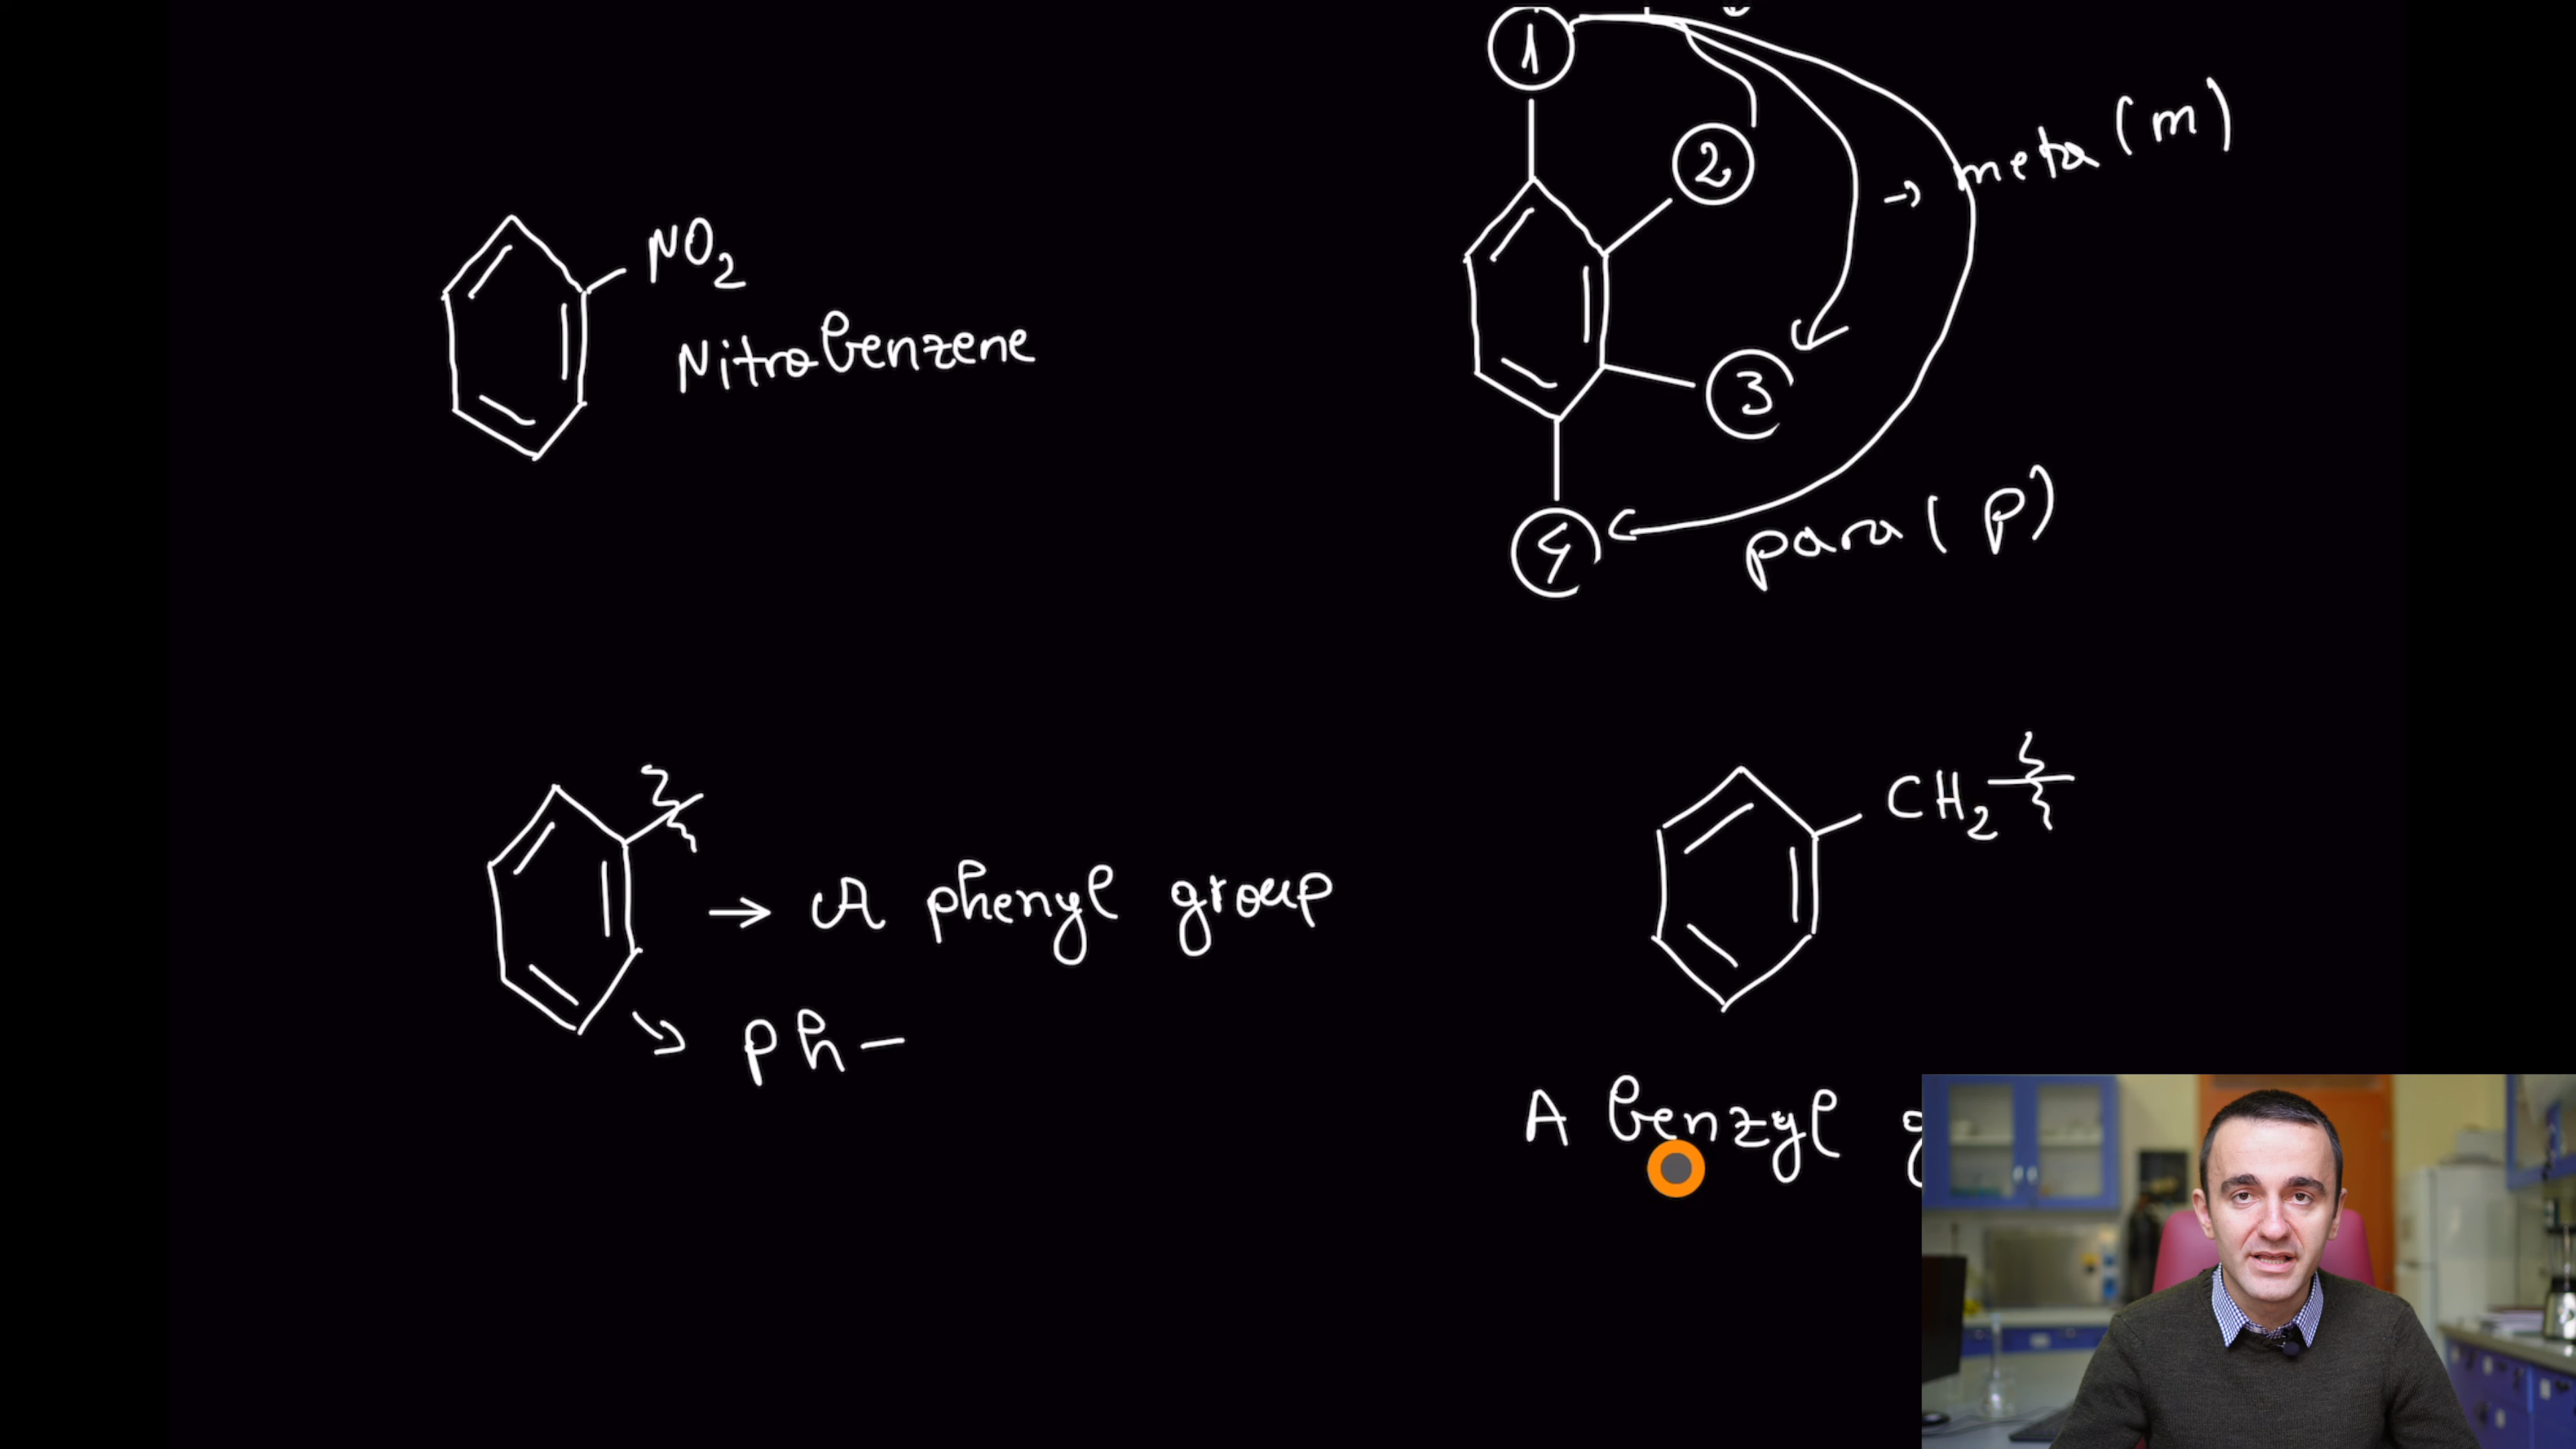 1
2
meta (m)
NO2
Nitrobenzene
3
para (p)
4
CH2
A phenyl group
Ph-
A benzyl g